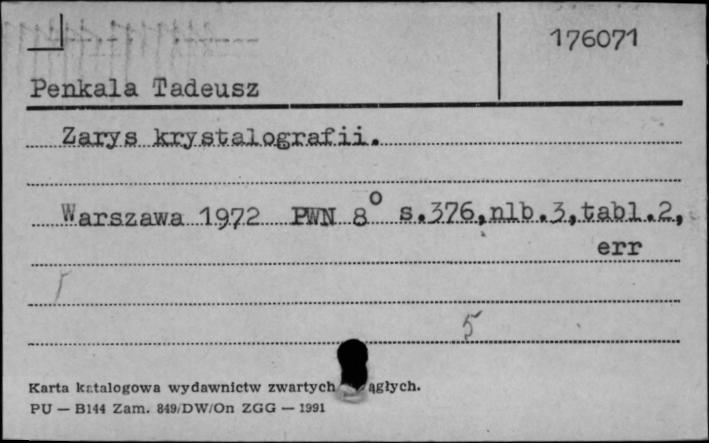 176071
Penkala Tadeusz
Zarys krystalografii.
Warszawa 1972 PWN 8° s.376,nlb.3,tabl.2,
err
5
Karta katalogowa wydawnictw zwartych ągłych.
PU — B144 Zam. 849/DW/On ZGG — 1991